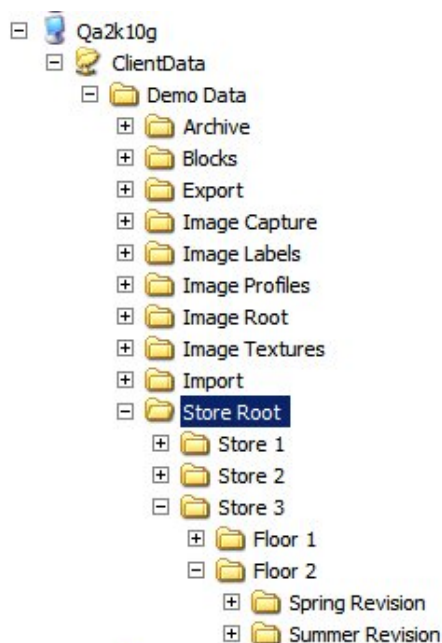 Qa2k10g
ClientData
Demo Data
Archive
Blocks
Export
Image Capture
Image Labels
Image Profiles
Image Root
Image Textures
Import
Store Root
Store 1
Store 2
Store 3
Floor 1
Floor 2
Spring Revision
Summer Revision